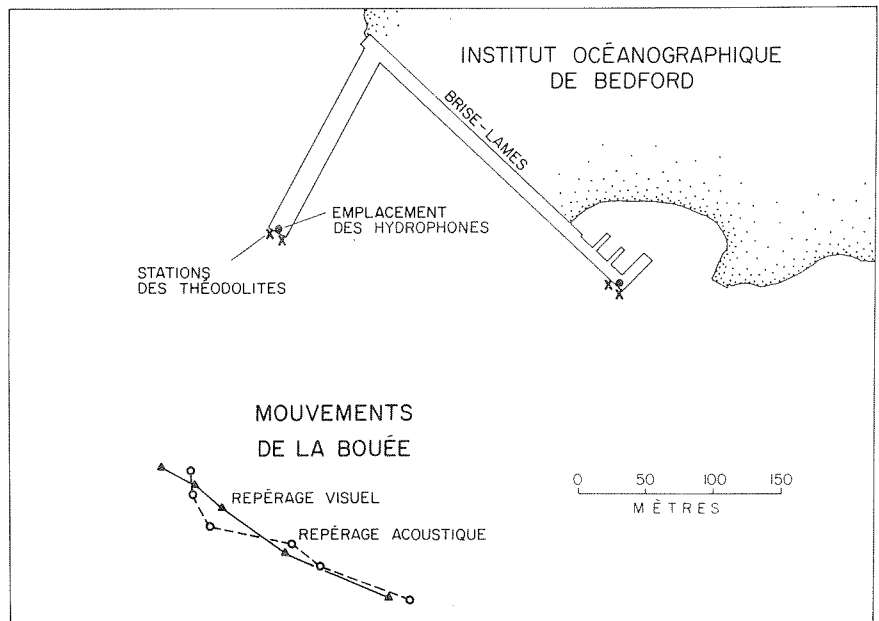 INSTITUT OCÉANOGRAPHIQUE
DE BEDFORD
BRISE-LAMES
EMPLACEMENT
DES HYDROPHONES
STATIONS
DES THÉODOLITES
MOUVEMENTS
DE LA BOUÉE
REPÉRAGE VISUEL
REPÉRAGE ACOUSTIQUE
0 50 100 150
MÈTRES